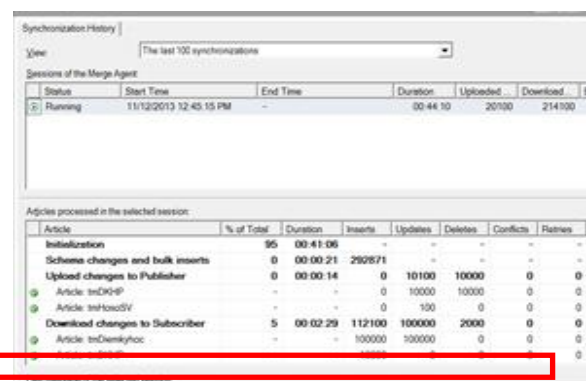 Synchronization History
View: The last 100 synchronizations
Sessions of the Merge Agent:
Status Start Time End Time Duration Uploaded ... Download...
Running 11/12/2013 12:45:15 PM - 00:44:10 20100 214100
Articles processed in the selected session:
Article % of Total Duration Inserts Updates Deletes Conflicts Retries
Initialization 95 00:41:06 - - - - -
Schema changes and bulk inserts 0 00:00:21 292871 - - - -
Upload changes to Publisher 0 00:00:14 0 10100 10000 0 0
Article: tmDKHP - - 0 10000 10000 0 0
Article: tmHosoSV - - 0 100 0 0 0
Download changes to Subscriber 5 00:02:29 112100 100000 2000 0 0
Article: tmDiemkyhoc - - 100000 100000 0 0 0